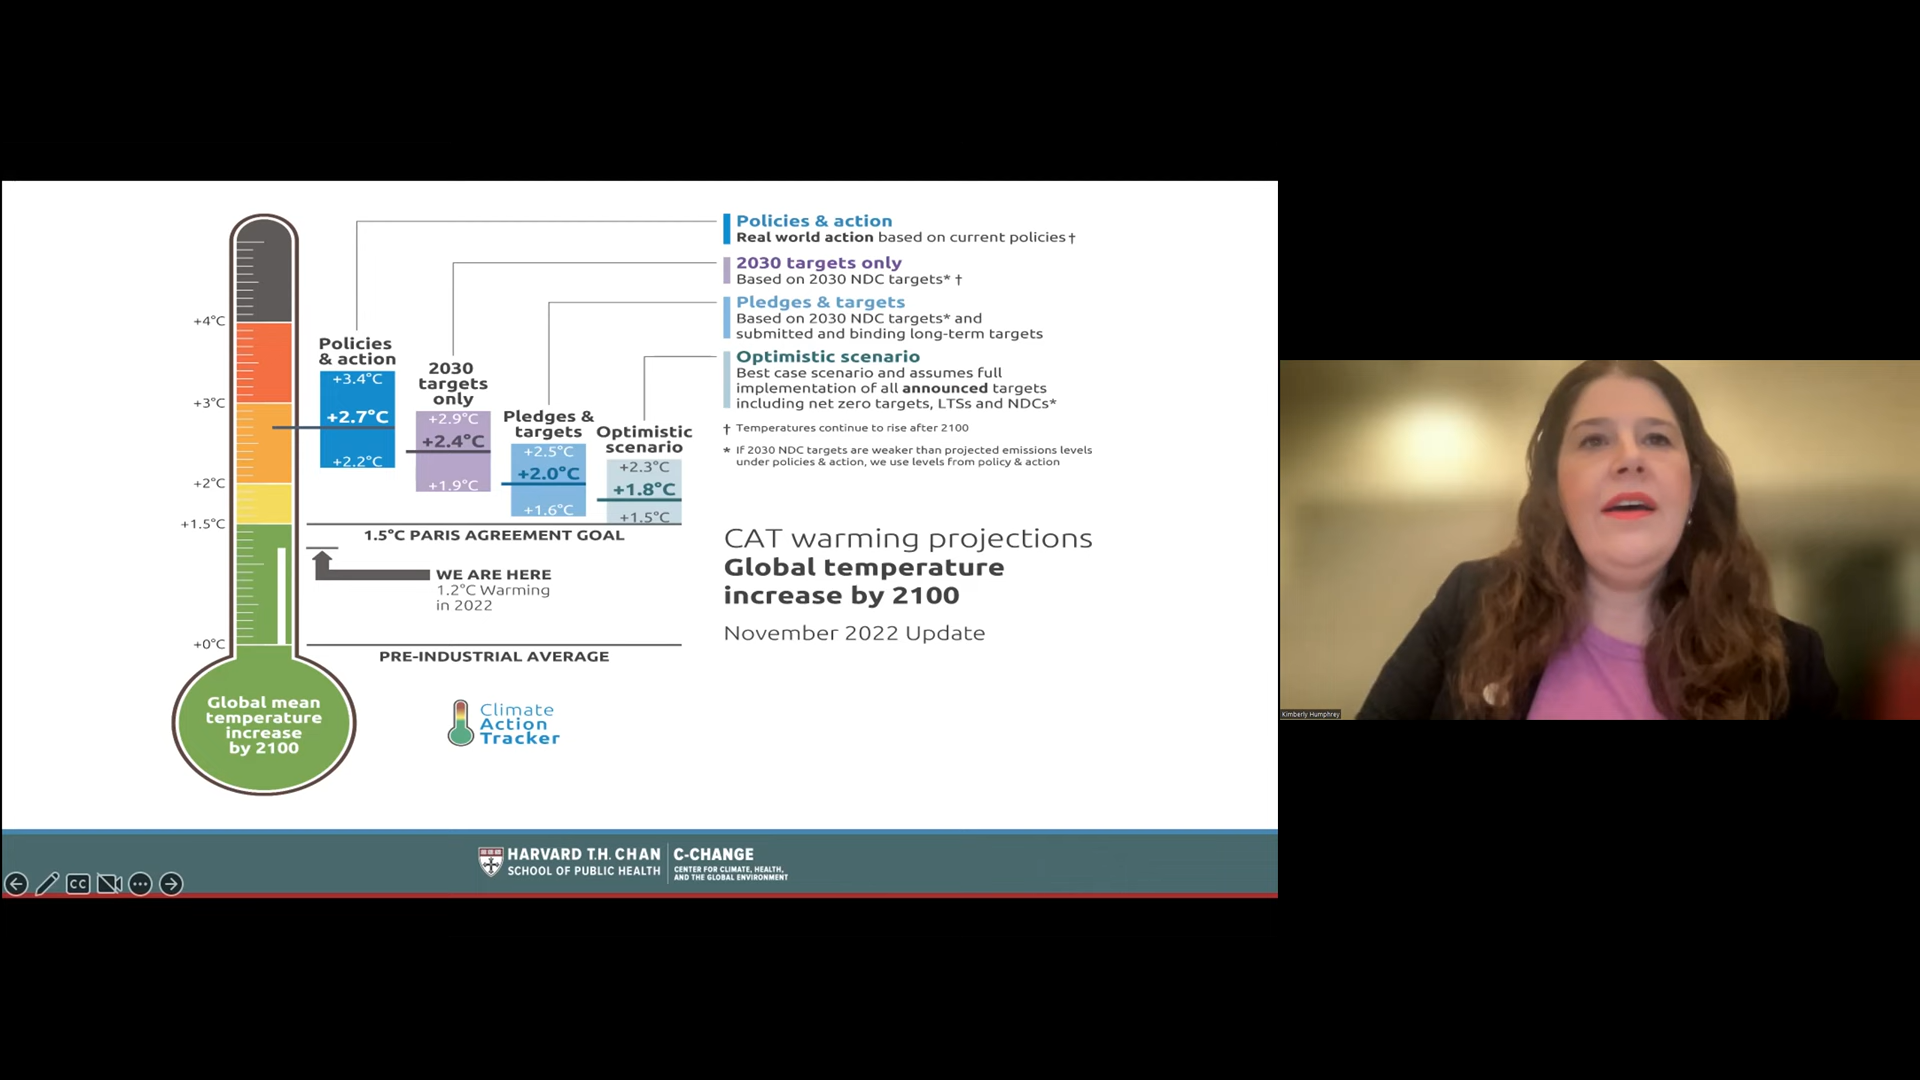 Policies & action
Real world action based on current policies †
2030 targets only
Based on 2030 NDC targets* †
Pledges & targets
Based on 2030 NDC targets* and
submitted and binding long-term targets
Optimistic scenario
Best case scenario and assumes full
implementation of all announced targets
including net zero targets, LTSs and NDCs*
† Temperatures continue to rise after 2100
* If 2030 NDC targets are weaker than projected emissions levels
under policies & action, we use levels from policy & action
+4°C
+3°C
+2°C
+1.5°C
+0°C
Policies
& action
+3.4°C
+2.7°C
+2.2°C
2030
targets
only
+2.9°C
+2.4°C
+1.9°C
Pledges &
targets
+2.5°C
+2.0°C
+1.6°C
Optimistic
scenario
+2.3°C
+1.8°C
+1.5°C
1.5°C PARIS AGREEMENT GOAL
WE ARE HERE
1.2°C Warming
in 2022
PRE-INDUSTRIAL AVERAGE
CAT warming projections
Global temperature
increase by 2100
November 2022 Update
Global mean
temperature
increase
by 2100
Climate
Action
Tracker
HARVARD T.H. CHAN
SCHOOL OF PUBLIC HEALTH
C-CHANGE
CENTER FOR CLIMATE, HEALTH,
AND THE GLOBAL ENVIRONMENT
CC
Kimberly Humphrey